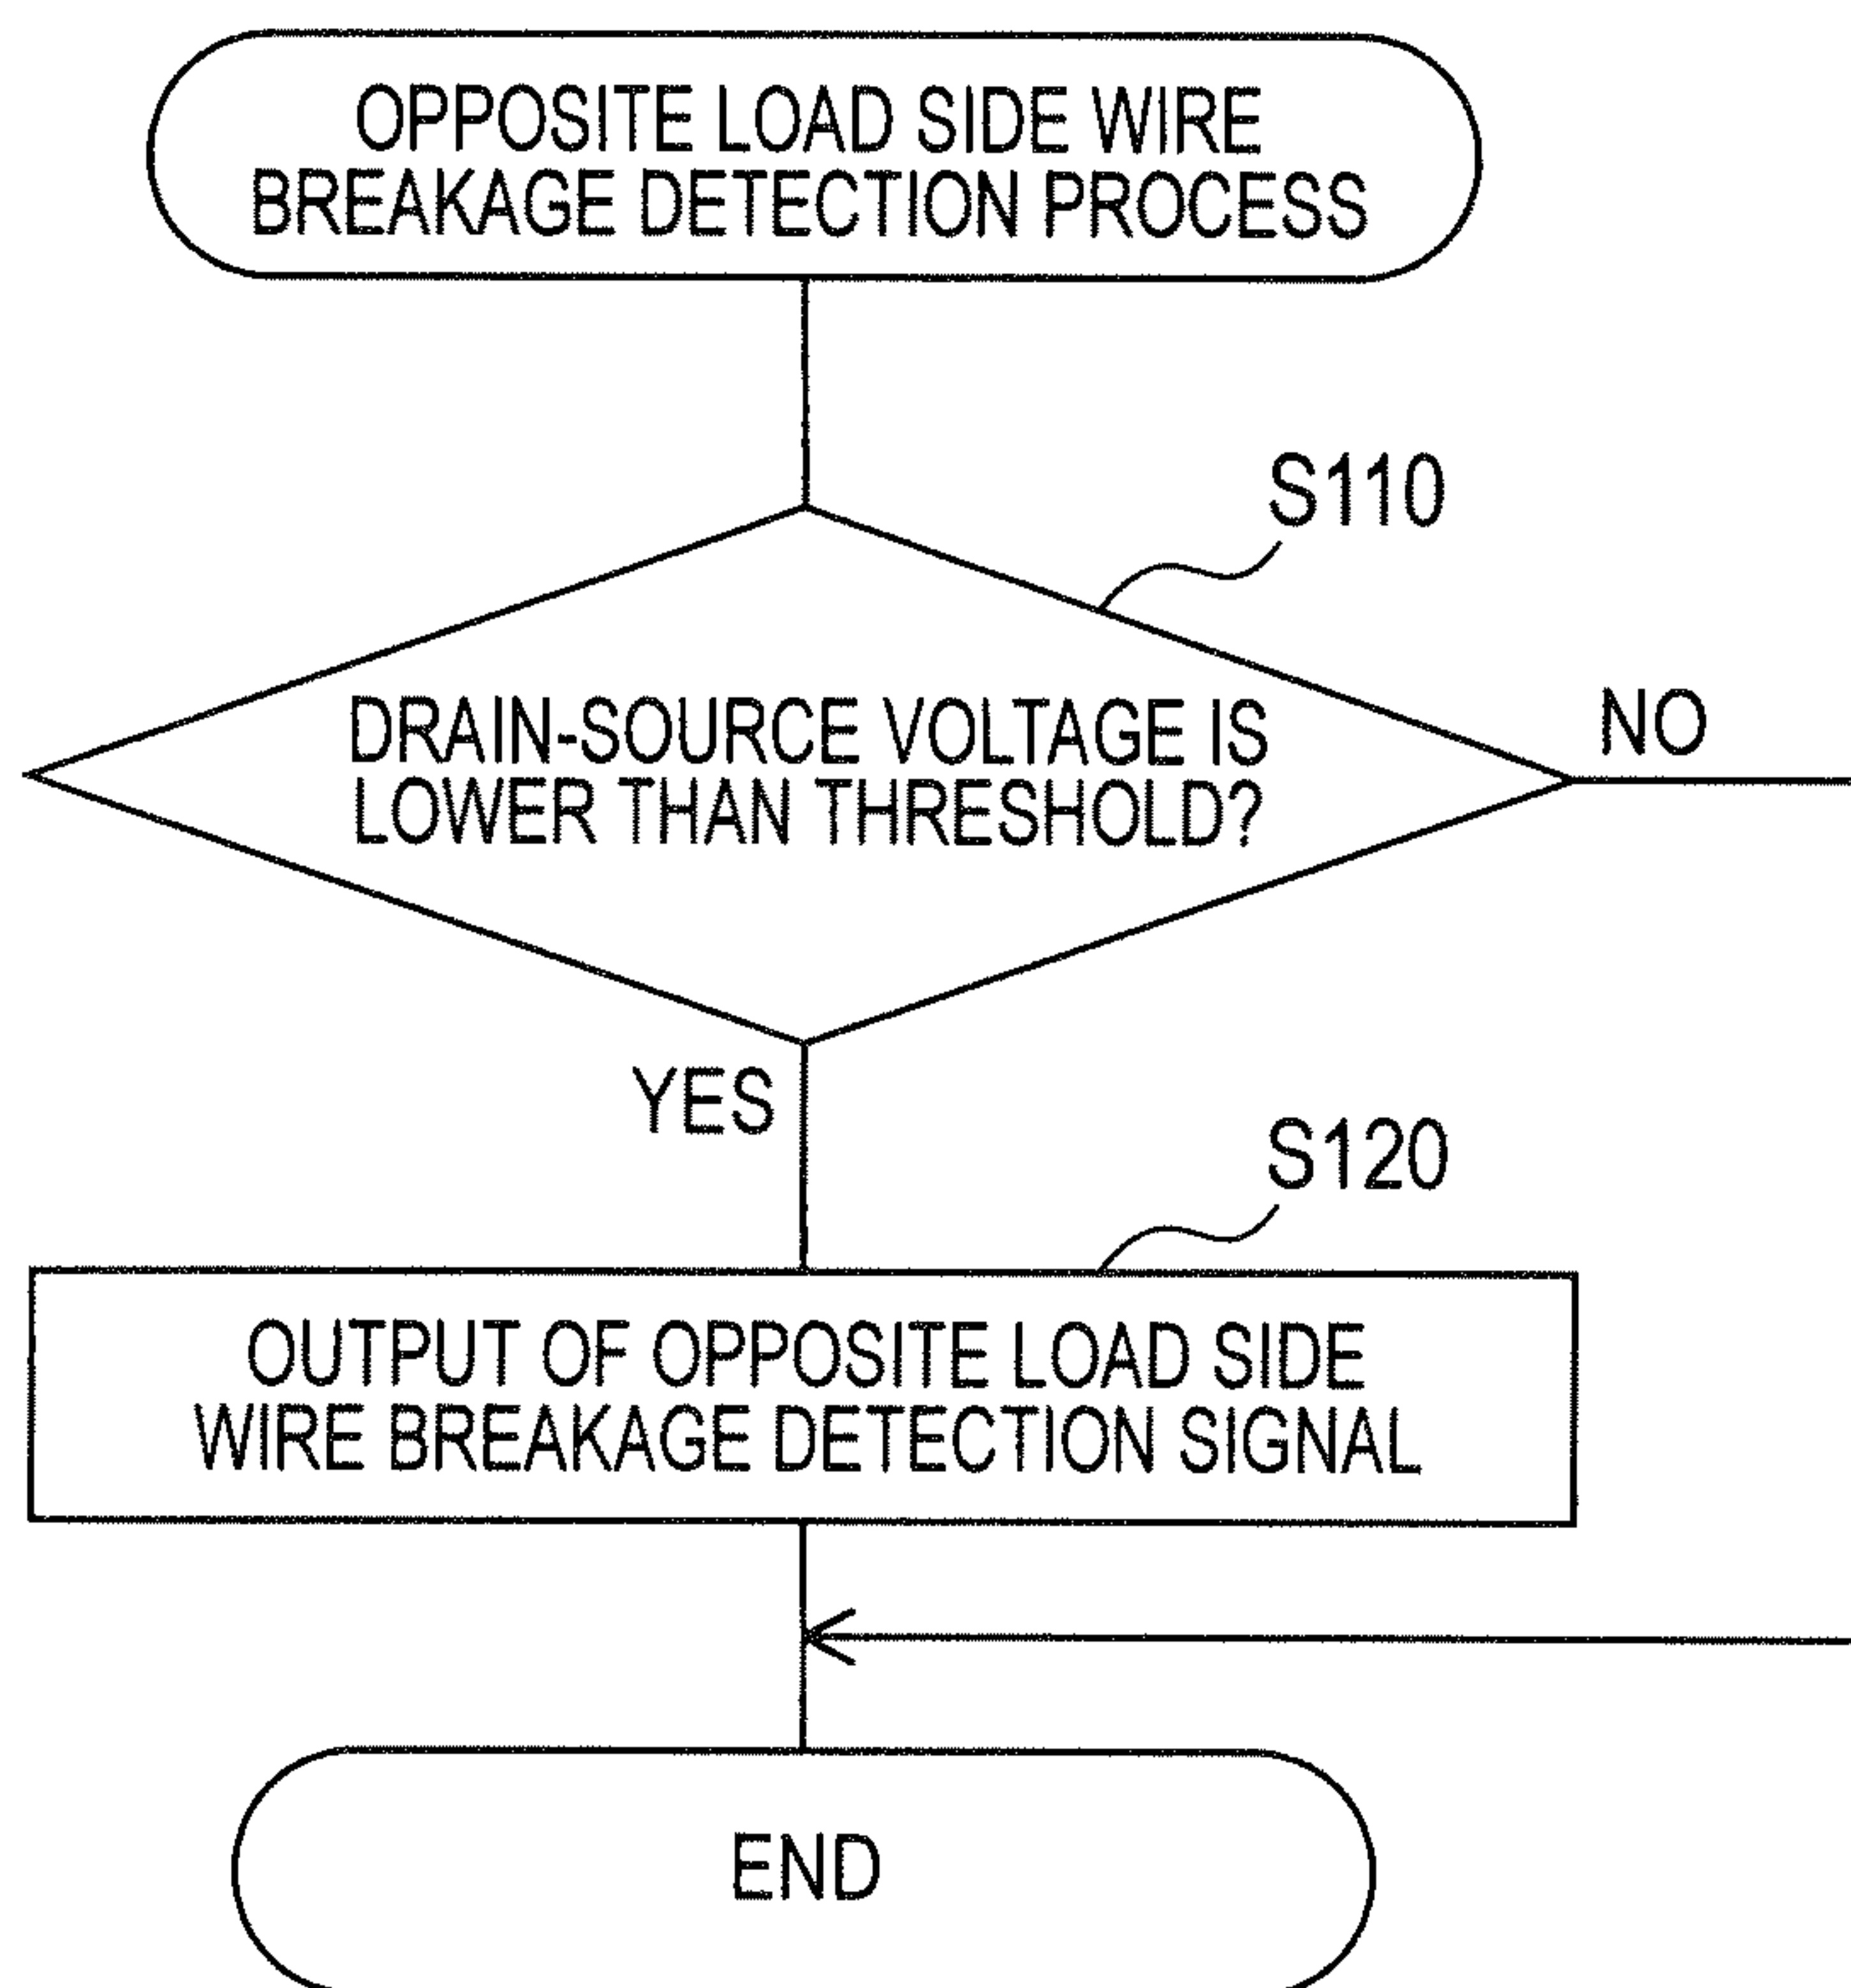 OPPOSITE LOAD SIDE WIRE
BREAKAGE DETECTION PROCESS
S110
DRAIN-SOURCE VOLTAGE IS
LOWER THAN THRESHOLD?
NO
YES
S120
OUTPUT OF OPPOSITE LOAD SIDE
WIRE BREAKAGE DETECTION SIGNAL
END